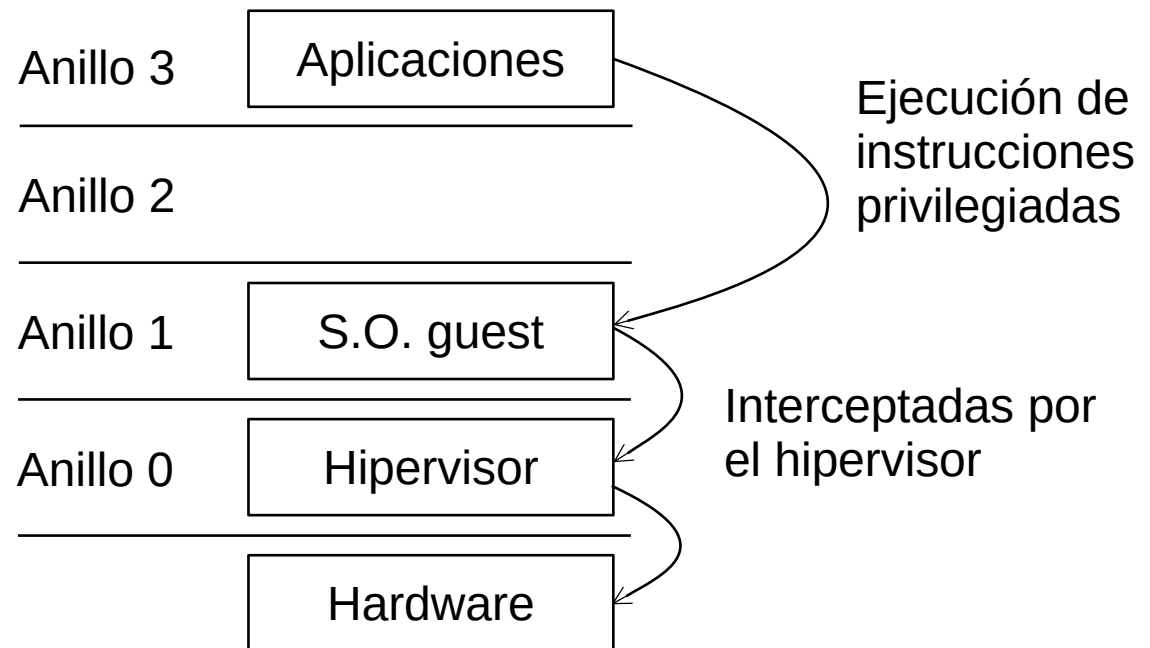 Anillo 3
Aplicaciones
Ejecución de
instrucciones
privilegiadas
Anillo 2
Anillo 1
S.O. guest
Interceptadas por
el hipervisor
Anillo 0
Hipervisor
Hardware